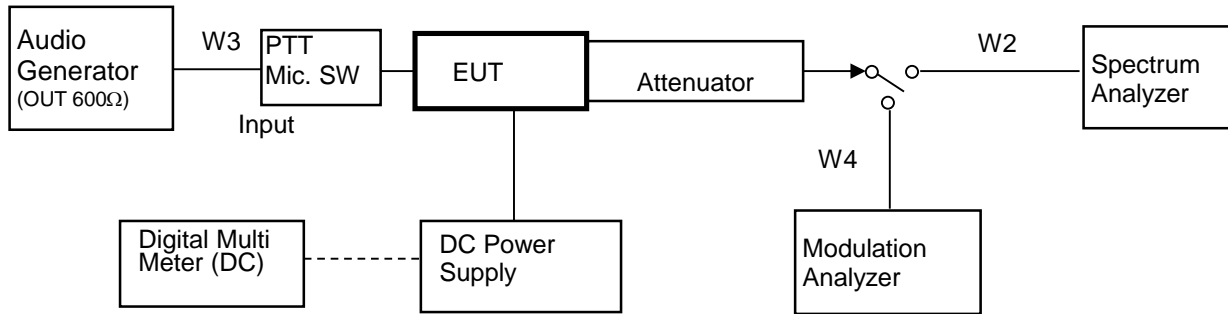 Audio
Generator
(OUT 600Ω)
W3
Input
PTT
Mic. SW
EUT
Attenuator
W2
Spectrum
Analyzer
W4
Digital Multi
Meter (DC)
DC Power
Supply
Modulation
Analyzer